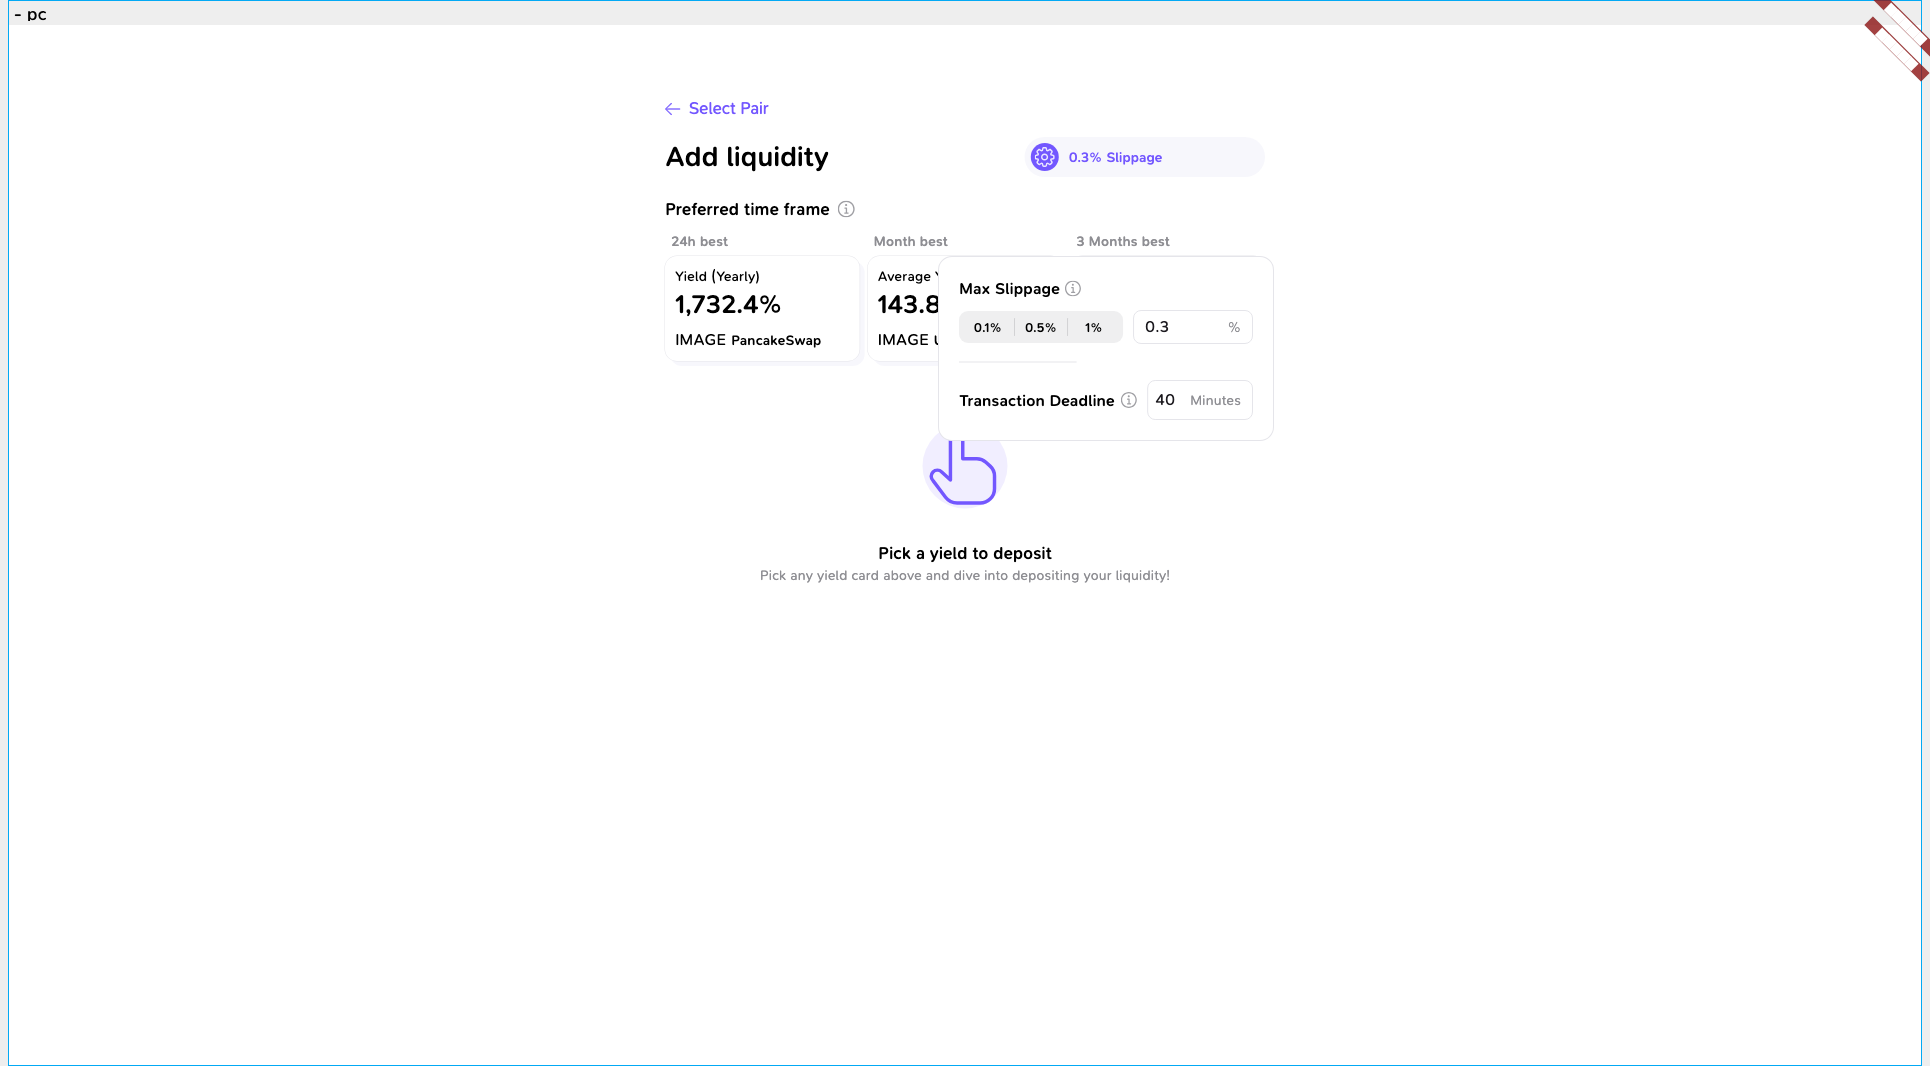 - pc
Select Pair
Add liquidity
0.3% Slippage
Preferred time frame
24h best
Month best
3 Months best
Yield (Yearly)
1,732.4%
IMAGE PancakeSwap
Average
143.8
IMAGE
Max Slippage
0.1%
0.5%
1%
0.3 %
Transaction Deadline
40 Minutes
Pick a yield to deposit
Pick any yield card above and dive into depositing your liquidity!